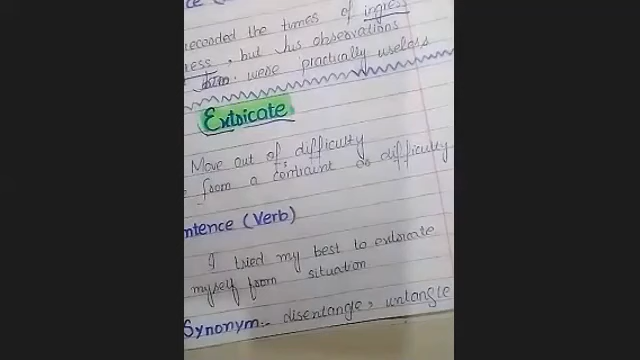 recorded the times of ingress
ress, but his observations
were practically useless
Extricate
Move out of difficulty
from a contraint or difficulty
ntence (Verb)
I tried my best to extricate
myself from situation
Synonym:- disentangle, untangle